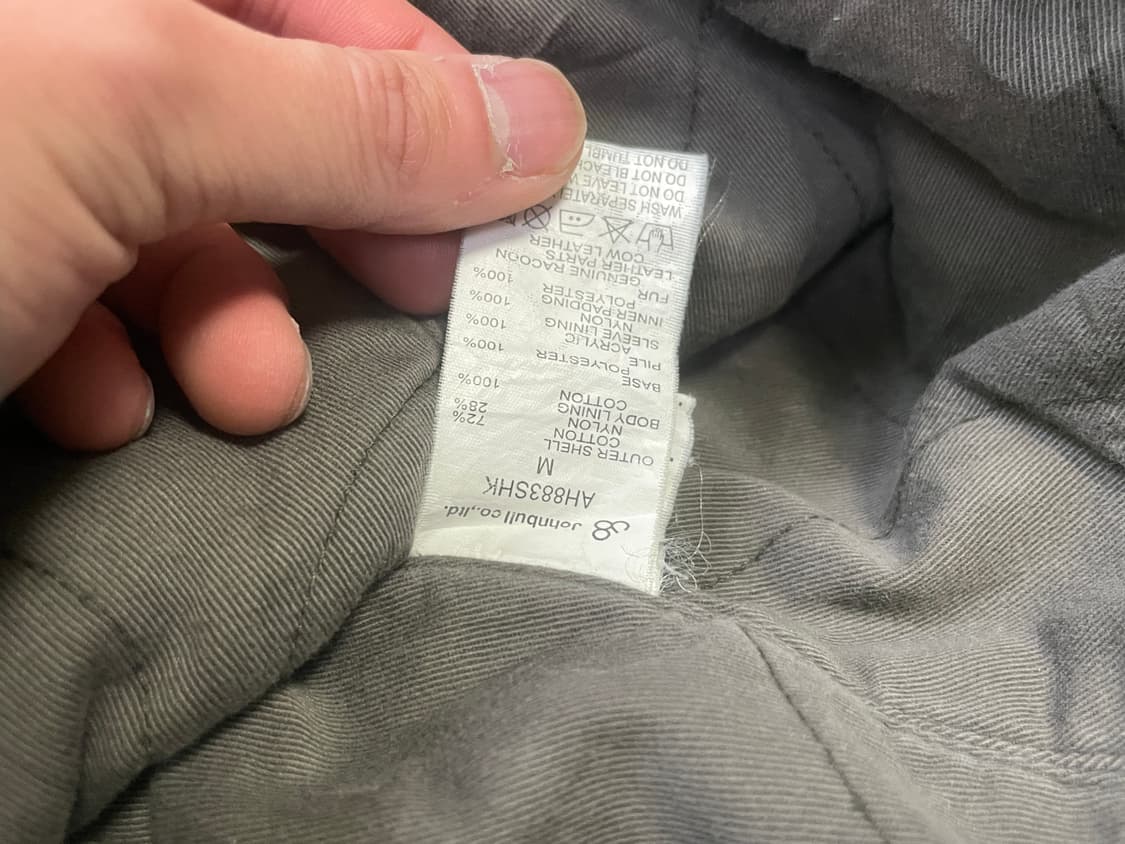 Johnbull co.,ltd.
AH883SHK
M
OUTER SHELL
COTTON 72%
NYLON 28%
BODY LINING
COTTON 100%
BASE
POLYESTER 100%
PILE
ACRYLIC 100%
SLEEVE LINING
NYLON 100%
INNER PADDING
POLYESTER 100%
FUR
GENUINE RACOON
LEATHER PARTS
COW LEATHER
WASH SEPARATELY
DO NOT LEAVE
DO NOT BLEACH
DO NOT TUMBL